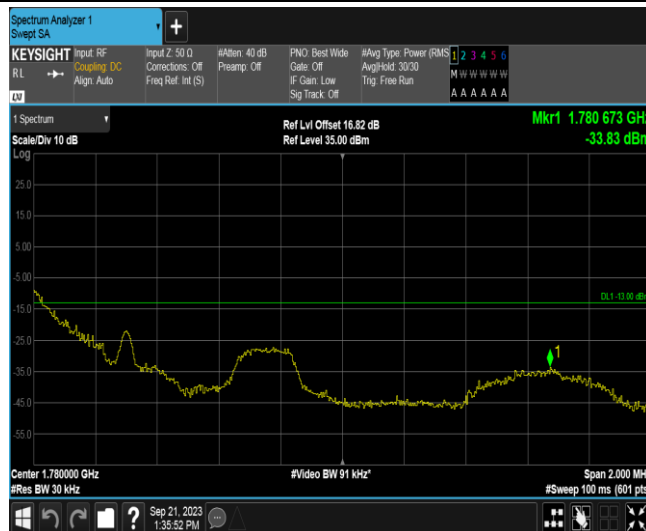 Spectrum Analyzer 1
Swept SA
+
KEYSIGHT Input: RF Input Z: 50 Ω #Atten: 40 dB PNO: Best Wide #Avg Type: Power (RMS 1 2 3 4 5 6
RL Coupling: DC Corrections: Off Preamp: Off Gate: Off Avg|Hold: 30/30 M W W W W W
Align: Auto Freq Ref: Int (S) IF Gain: Low Trig: Free Run
Sig Track: Off A A A A A A
1 Spectrum Ref Lvl Offset 16.82 dB Mkr1 1.780 673 GHz
Scale/Div 10 dB Ref Level 35.00 dBm -33.83 dBm
Log
25.0
15.0
5.00
-5.00
DL1 -13.00 dBm
-15.0
-25.0
1
-35.0
-45.0
-55.0
Center 1.780000 GHz #Video BW 91 kHz* Span 2.000 MH
#Res BW 30 kHz #Sweep 100 ms (601 pts
? Sep 21, 2023
1:35:52 PM